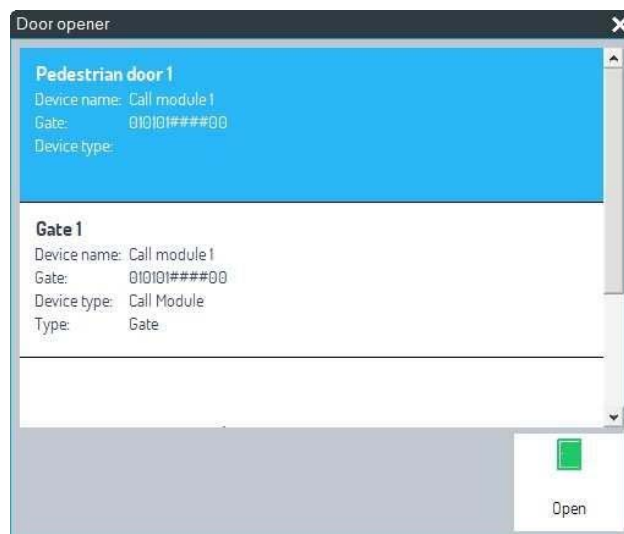 Door opener
Pedestrian door 1
Device name: Call module 1
Gate: 010101####00
Device type:
Gate 1
Device name: Call module 1
Gate: 010101####00
Device type: Call Module
Type: Gate
Open